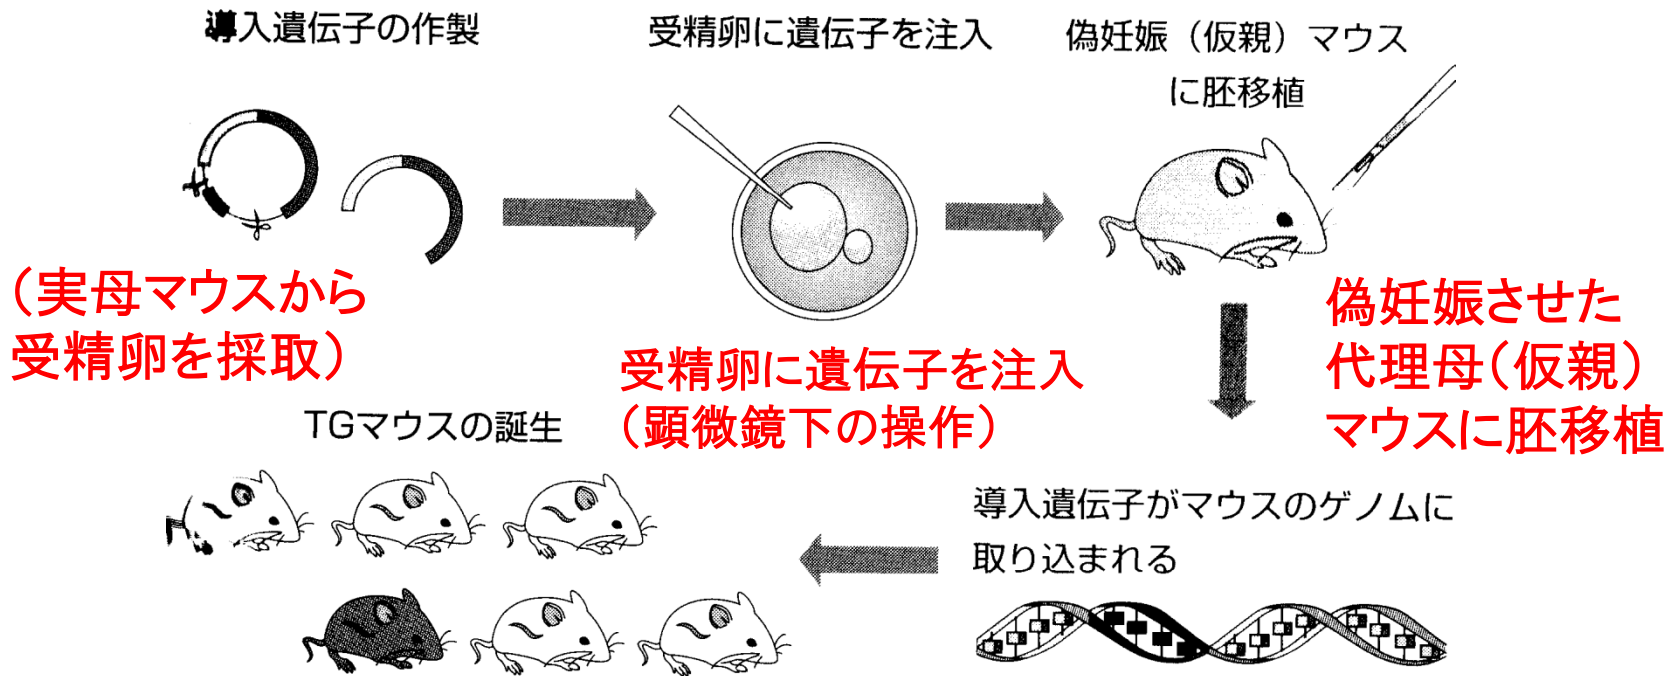 導入遺伝子の作製
受精卵に遺伝子を注入
偽妊娠（仮親）マウス
に胚移植
（実母マウスから
受精卵を採取）
受精卵に遺伝子を注入
（顕微鏡下の操作）
偽妊娠させた
代理母（仮親）
マウスに胚移植
導入遺伝子がマウスのゲノムに
取り込まれる
TGマウスの誕生